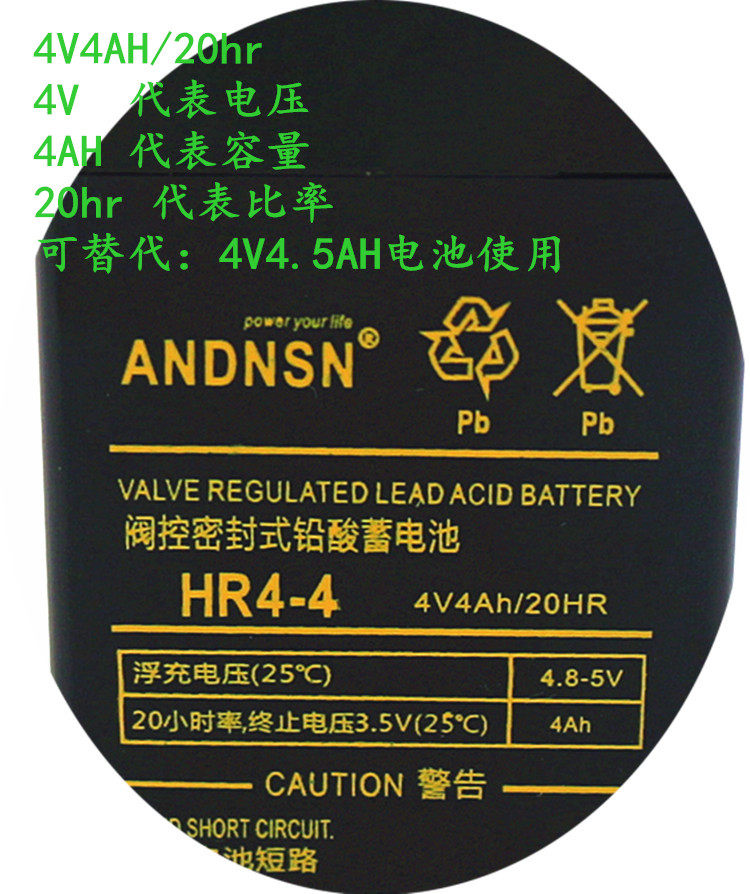 4V4AH/20hr
4V 代表电压
4AH 代表容量
20hr 代表比率
可替代：4V4.5AH电池使用
power your life
ANDNSN®
Pb Pb
VALVE REGULATED LEAD ACID BATTERY
阀控密封式铅酸蓄电池
HR4-4 4V4Ah/20HR
浮充电压(25℃) 4.8-5V
20小时率,终止电压3.5V(25℃) 4Ah
CAUTION 警告
SHORT CIRCUIT.
池短路